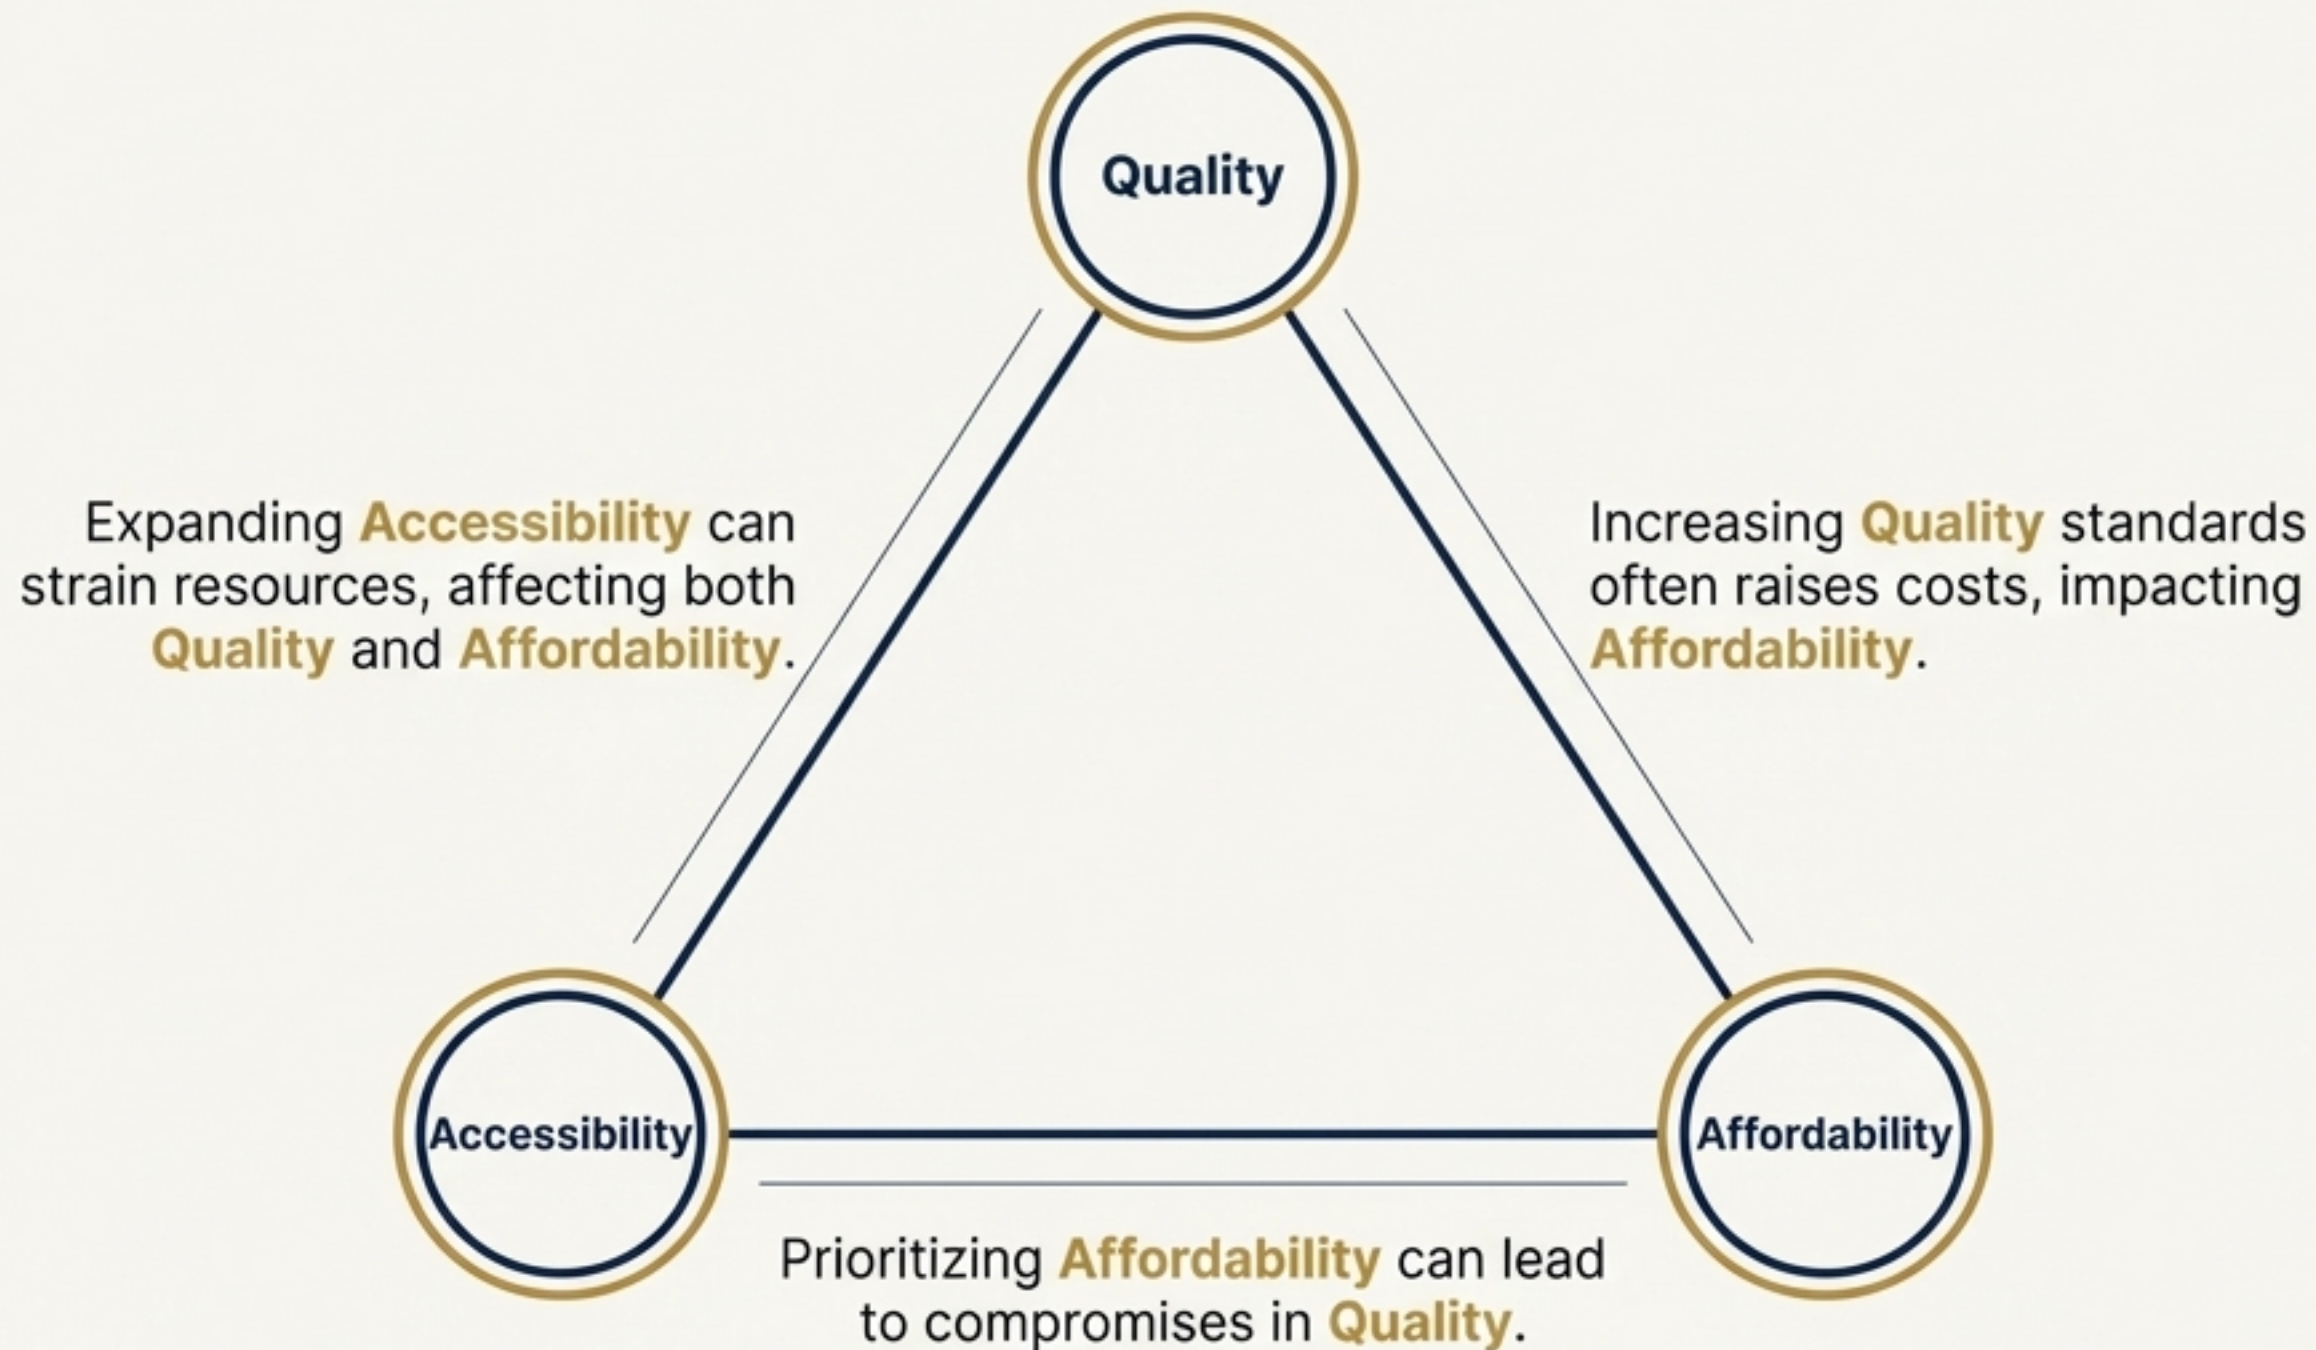 Quality
Expanding Accessibility can
strain resources, affecting both
Quality and Affordability.
Increasing Quality standards
often raises costs, impacting
Affordability.
Accessibility
Affordability
Prioritizing Affordability can lead
to compromises in Quality.